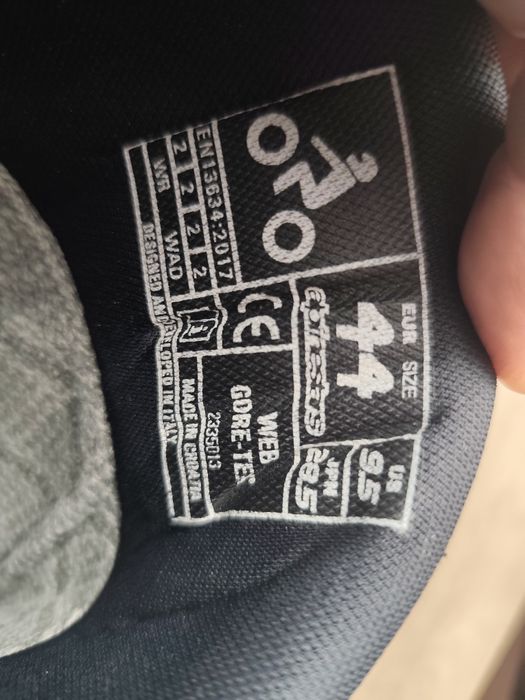 EN13634:2017
2 2 2 2
WR WAD
EUR SIZE
44
alpinestars
CE
i
US
9.5
JPN
28.5
WEB
GORE-TEX
2335013
MADE IN CROATIA
DESIGNED AND DEVELOPED IN ITALY